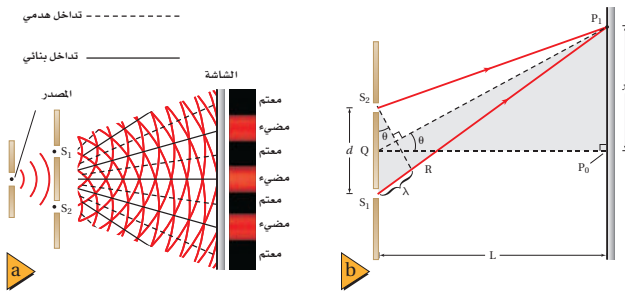 تداخل هدمي
تداخل بنائي
المصدر
الشاشة
S1
S2
معتم
مضيء
معتم
مضيء
معتم
مضيء
معتم
a
P1
S2
θ
θ
d
Q
R
P0
λ
S1
L
b